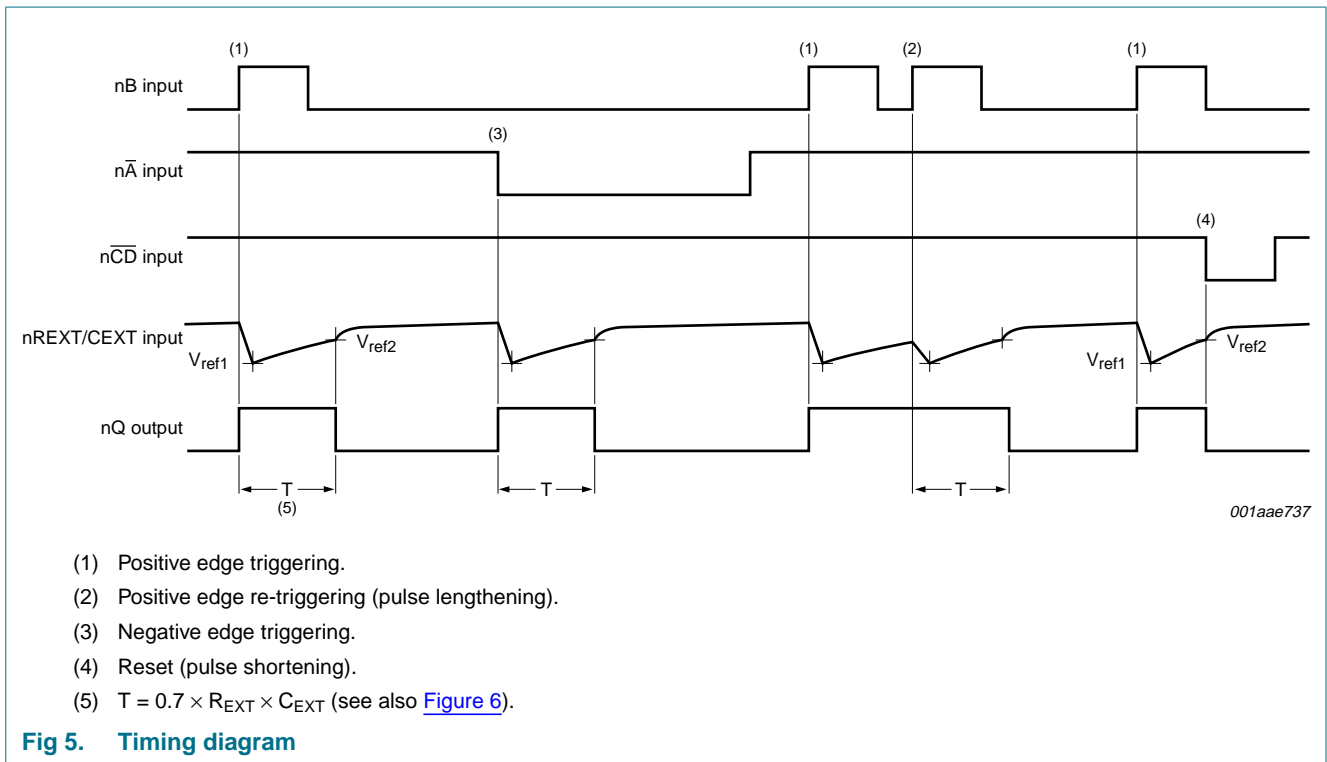 (1) (1) (2) (1)
nB input
(3)
nA̅ input
(4)
nC̅D̅ input
nREXT/CEXT input
Vref1 Vref2 Vref1 Vref2
nQ output
T T T
(5)
001aae737
(1) Positive edge triggering.
(2) Positive edge re-triggering (pulse lengthening).
(3) Negative edge triggering.
(4) Reset (pulse shortening).
(5) T = 0.7 × REXT × CEXT (see also Figure 6).
Fig 5. Timing diagram